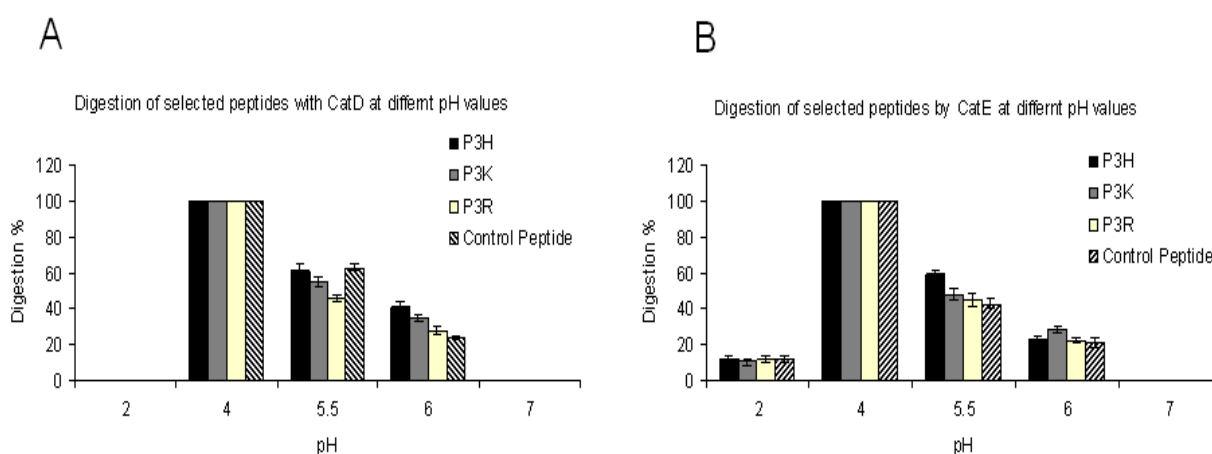 A
Digestion of selected peptides with CatD at differnt pH values
P3H
P3K
P3R
Control Peptide
120
100
80
60
40
20
0
Digestion %
2 4 5.5 6 7
pH
B
Digestion of selected peptides by CatE at differnt pH values
P3H
P3K
P3R
Control Peptide
120
100
80
60
40
20
0
Digestion %
2 4 5.5 6 7
pH